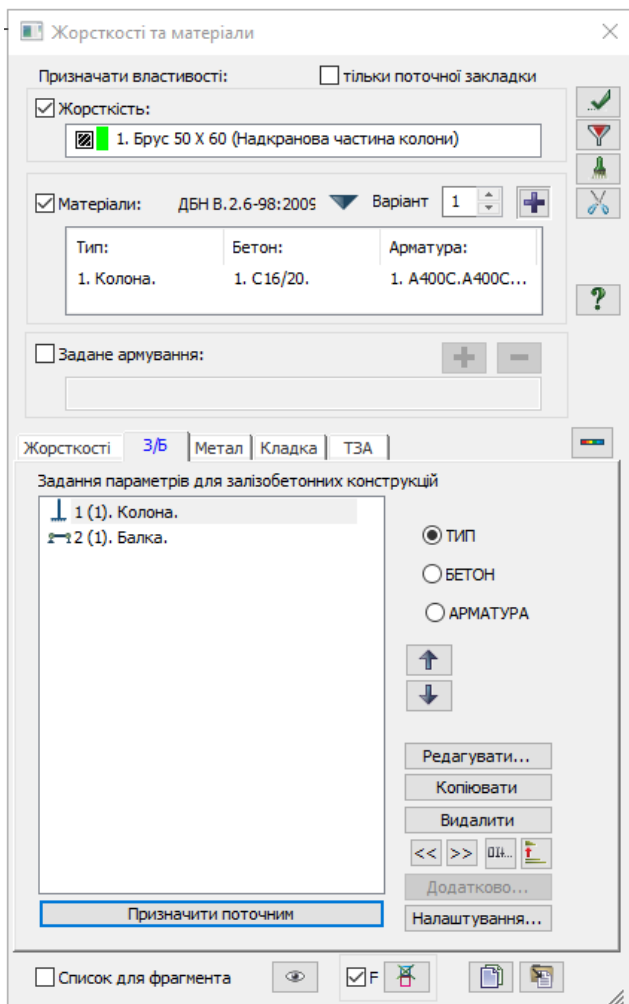 Жорсткості та матеріали
Призначати властивості: тільки поточної закладки
Жорсткість:
1. Брус 50 X 60 (Надкранова частина колони)
Матеріали: ДБН В.2.6-98:2009 Варіант 1
Тип: Бетон: Арматура:
1. Колона. 1. С16/20. 1. А400С.А400С...
Задане армування:
Жорсткості З/Б Метал Кладка ТЗА
Задання параметрів для залізобетонних конструкцій
1 (1). Колона.
2 (1). Балка.
ТИП
БЕТОН
АРМАТУРА
Редагувати...
Копіювати
Видалити
<< >>
Додатково...
Призначити поточним
Налаштування...
Список для фрагмента F